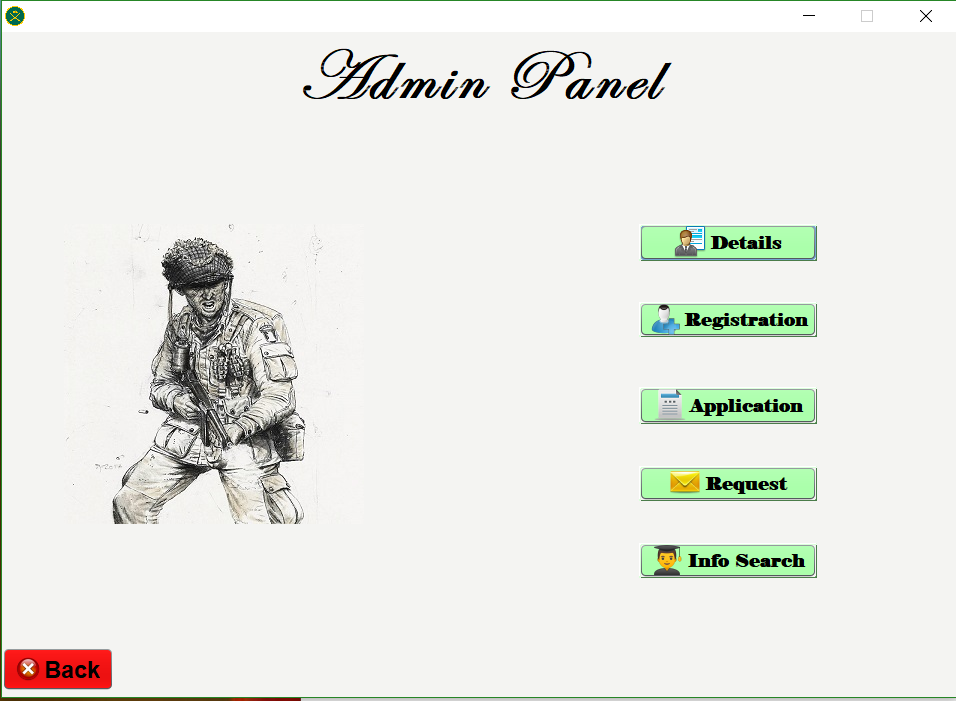 Admin Panel
Details
Registration
Application
Request
Info Search
Back